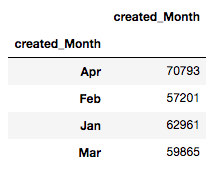 created_Month
created_Month
Apr 70793
Feb 57201
Jan 62961
Mar 59865